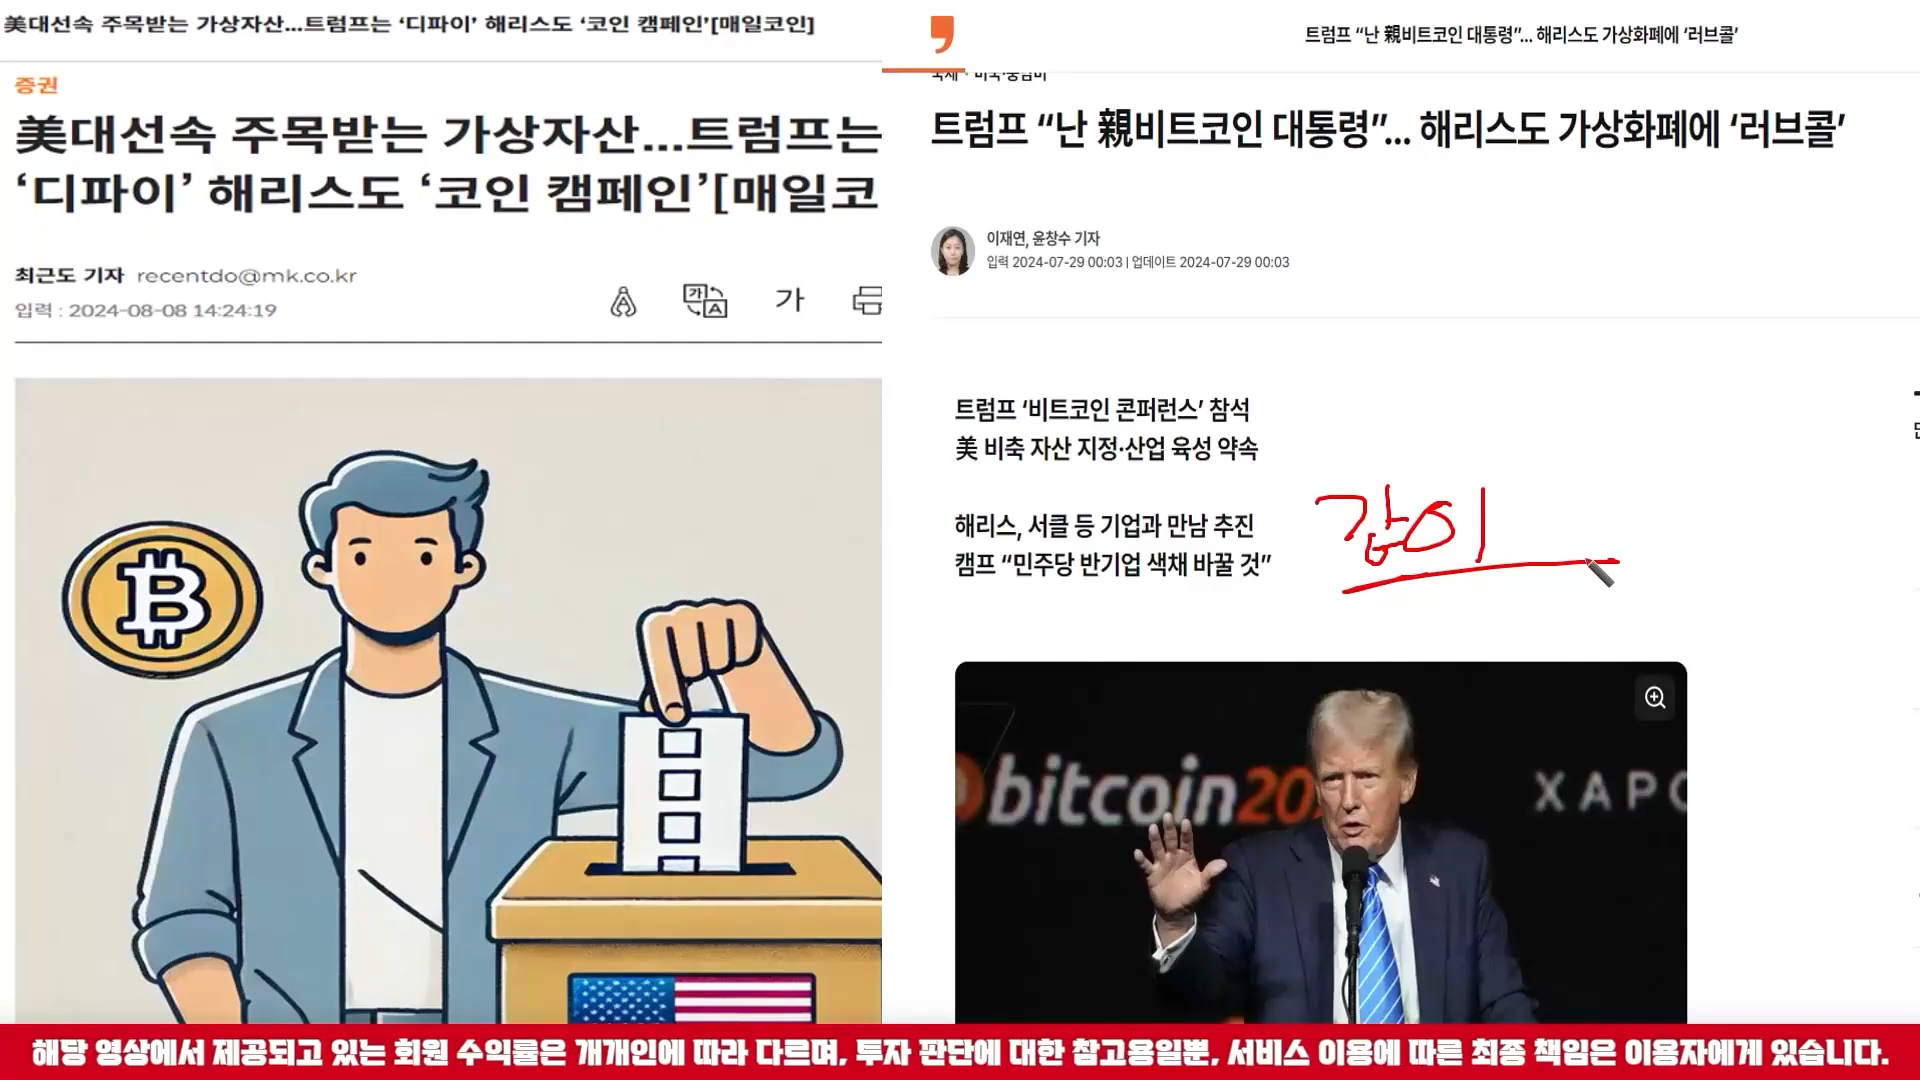 美대선속 주목받는 가상자산...트럼프는 ‘디파이’ 해리스도 ‘코인 캠페인’[매일코인]
증권
美대선속 주목받는 가상자산...트럼프는
‘디파이’ 해리스도 ‘코인 캠페인’[매일코
최근도 기자 recentdo@mk.co.kr
입력 : 2024-08-08 14:24:19
가
트럼프 “난 親비트코인 대통령”... 해리스도 가상화폐에 ‘러브콜’
트럼프 “난 親비트코인 대통령”... 해리스도 가상화폐에 ‘러브콜’
이재연, 윤창수 기자
입력 2024-07-29 00:03 | 업데이트 2024-07-29 00:03
트럼프 ‘비트코인 콘퍼런스’ 참석
美 비축 자산 지정·산업 육성 약속
해리스, 서클 등 기업과 만남 추진
캠프 “민주당 반기업 색채 바꿀 것”
bitcoin20
XAPO
해당 영상에서 제공되고 있는 회원 수익률은 개개인에 따라 다르며, 투자 판단에 대한 참고용일뿐, 서비스 이용에 따른 최종 책임은 이용자에게 있습니다.